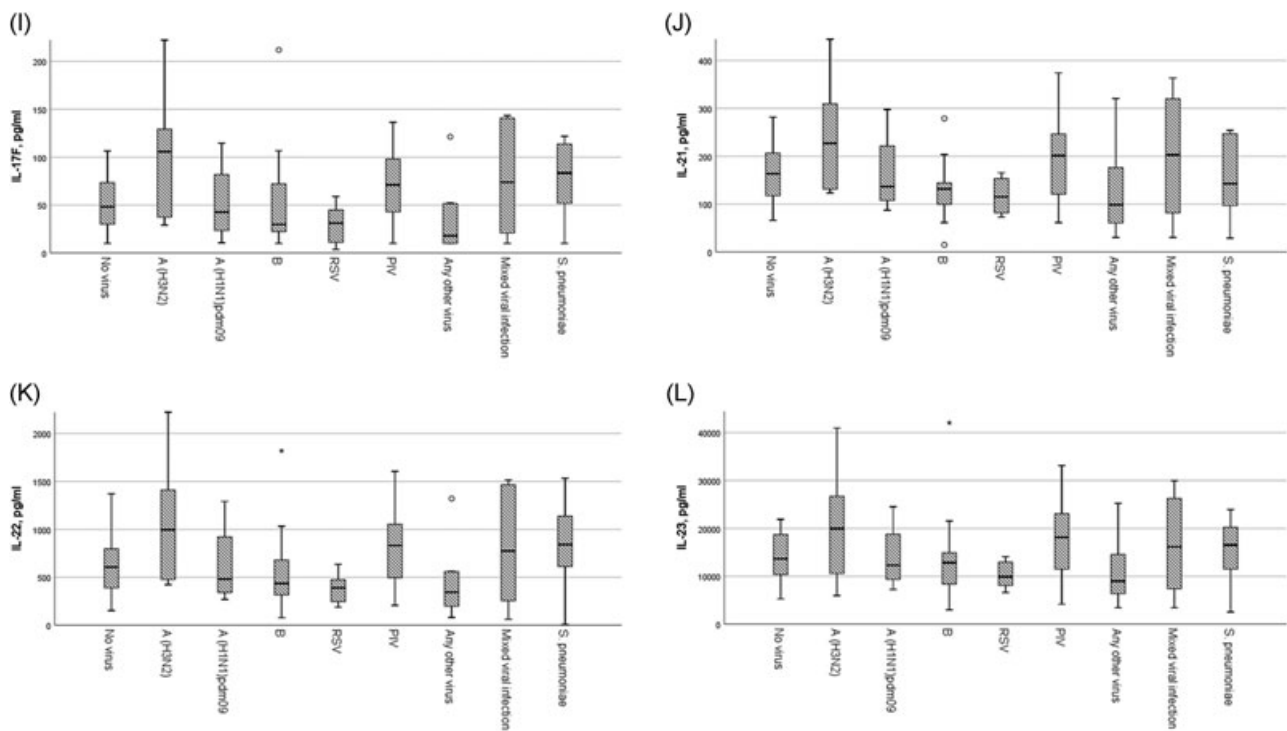 (I)
IL-17F, pg/ml
200
150
100
50
0
No virus
A (H3N2)
A (H1N1)pdm09
B
RSV
PIV
Any other virus
Mixed viral infection
S. pneumoniae
(J)
IL-21, pg/ml
400
300
200
100
0
No virus
A (H3N2)
A (H1N1)pdm09
B
RSV
PIV
Any other virus
Mixed viral infection
S. pneumoniae
(K)
IL-22, pg/ml
2000
1500
1000
500
0
No virus
A (H3N2)
A (H1N1)pdm09
B
RSV
PIV
Any other virus
Mixed viral infection
S. pneumoniae
(L)
IL-23, pg/ml
40000
30000
20000
10000
0
No virus
A (H3N2)
A (H1N1)pdm09
B
RSV
PIV
Any other virus
Mixed viral infection
S. pneumoniae